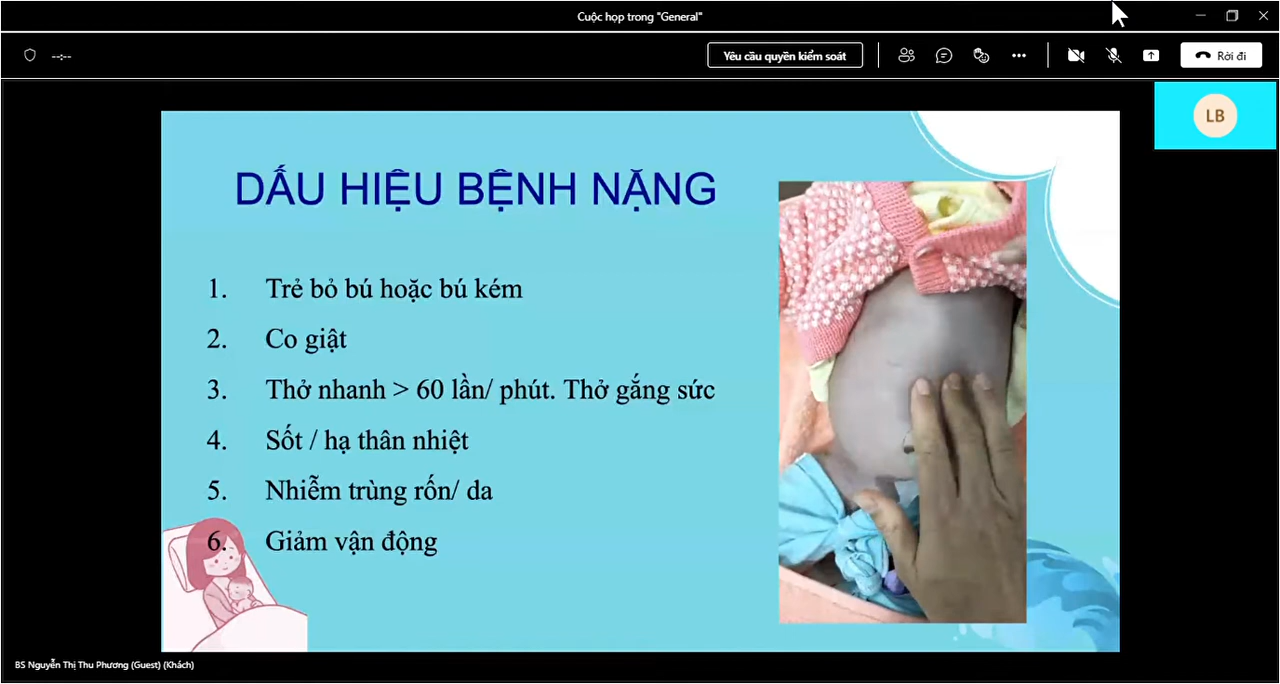 Cuộc họp trong "General"
--:--
Yêu cầu quyền kiểm soát
Rời đi
LB
DẤU HIỆU BỆNH NẶNG
1. Trẻ bỏ bú hoặc bú kém
2. Co giật
3. Thở nhanh > 60 lần/ phút. Thở gắng sức
4. Sốt / hạ thân nhiệt
5. Nhiễm trùng rốn/ da
6. Giảm vận động
BS Nguyễn Thị Thu Phương (Guest) (Khách)